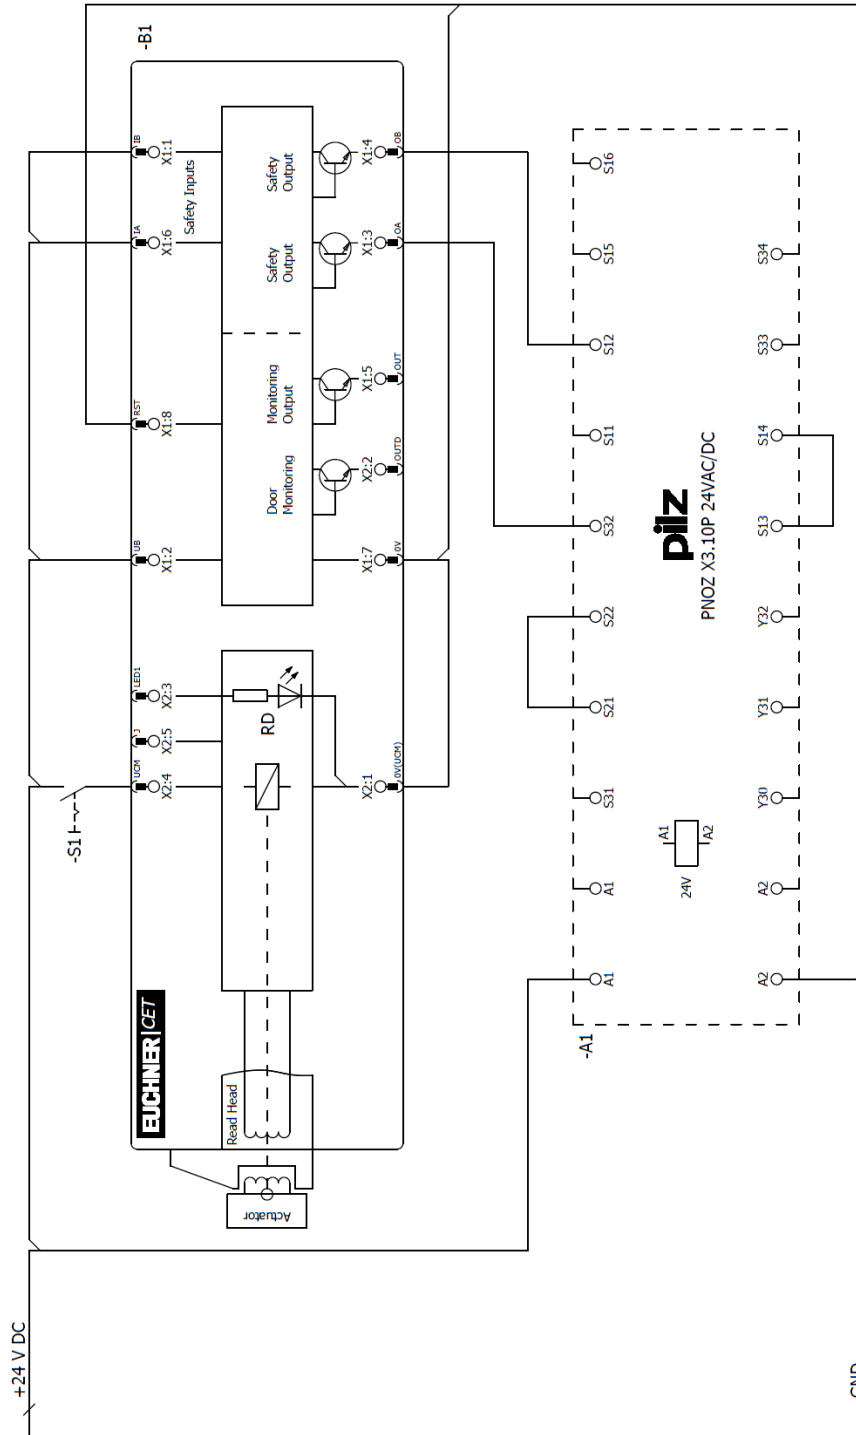 +24 V DC
GND
-S1
-B1
EUCHNER|CET
Actuator
Read Head
UCM
X2:4
J
X2:5
LED1
X2:3
UB
X1:2
RST
X1:8
IA
X1:6
IB
X1:1
Safety Inputs
RD
Door
Monitoring
Monitoring
Output
Safety
Output
Safety
Output
X2:1
0V(UCM)
X1:7
0V
X2:2
OUTD
X1:5
OUT
X1:3
OA
X1:4
OB
-A1
A1
A1
S31
S21
S22
S32
S11
S12
S15
S16
24V
A1
A2
pilz
PNOZ X3.10P 24VAC/DC
A2
A2
Y30
Y31
Y32
S13
S14
S33
S34